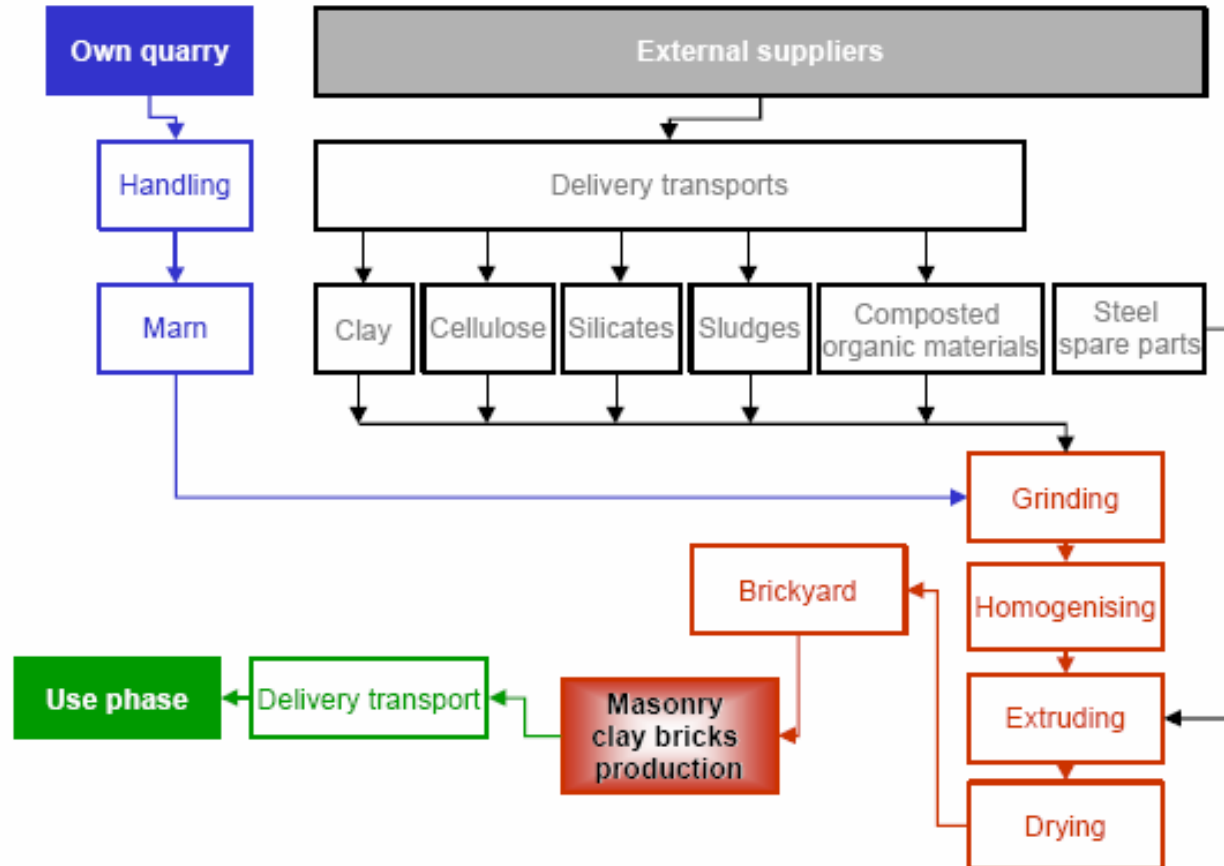 Own quarry
External suppliers
Handling
Delivery transports
Marn
Clay
Cellulose
Silicates
Sludges
Composted
organic materials
Steel
spare parts
Grinding
Brickyard
Homogenising
Use phase
Delivery transport
Masonry
clay bricks
production
Extruding
Drying